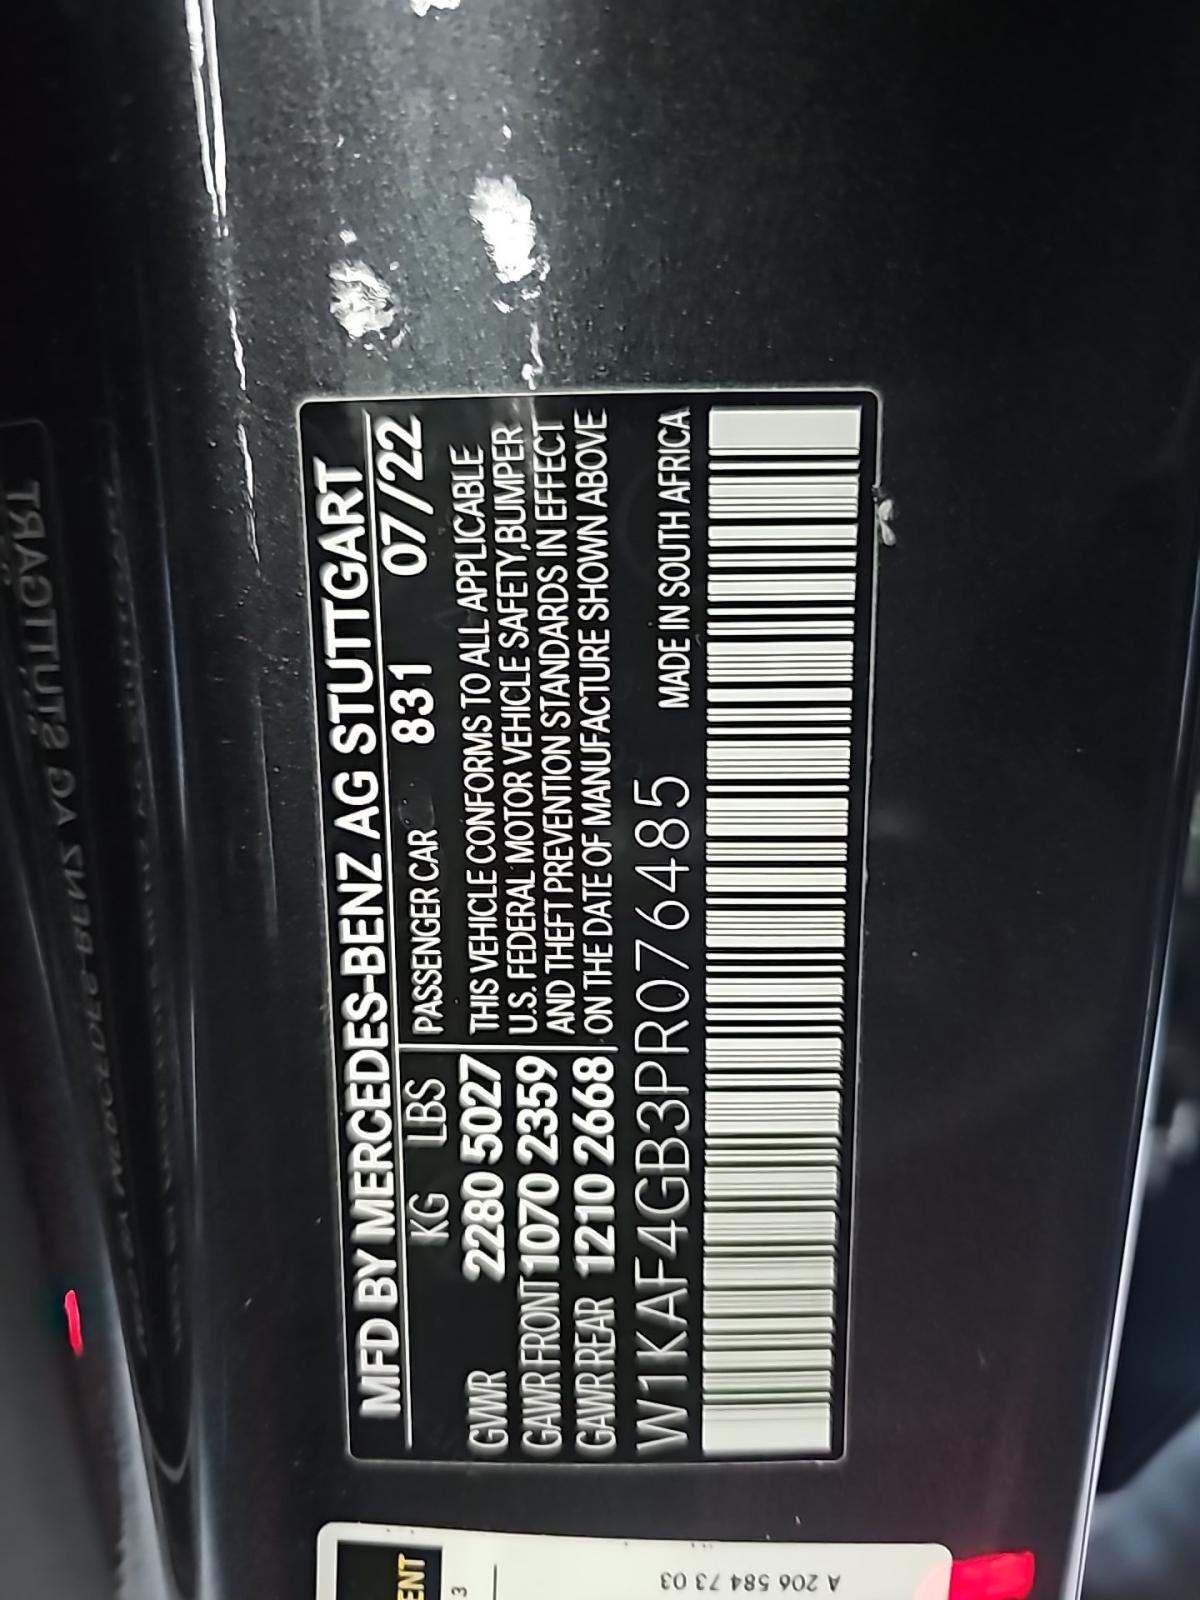 MFD BY MERCEDES-BENZ AG STUTTGART
KG LBS PASSENGER CAR 831 07/22
GVWR 2280 5027 THIS VEHICLE CONFORMS TO ALL APPLICABLE
GAWR FRONT 1070 2359 U.S. FEDERAL MOTOR VEHICLE SAFETY,BUMPER
GAWR REAR 1210 2668 AND THEFT PREVENTION STANDARDS IN EFFECT
ON THE DATE OF MANUFACTURE SHOWN ABOVE
W1KAF4GB3PR076485 MADE IN SOUTH AFRICA
ENT
3
A 206 584 73 03